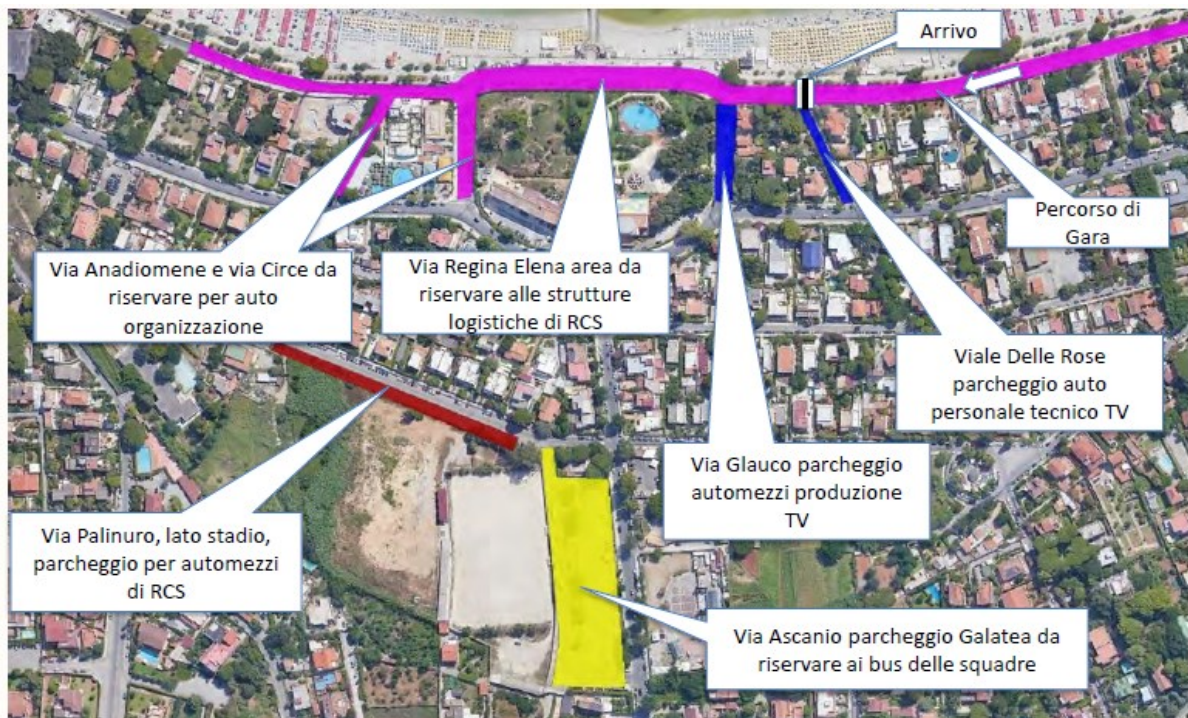 Arrivo
Percorso di
Gara
Via Anadiomene e via Circe da
riservare per auto
organizzazione
Via Regina Elena area da
riservare alle strutture
logistiche di RCS
Viale Delle Rose
parcheggio auto
personale tecnico TV
Via Glauco parcheggio
automezzi produzione
TV
Via Palinuro, lato stadio,
parcheggio per automezzi
di RCS
Via Ascanio parcheggio Galatea da
riservare ai bus delle squadre